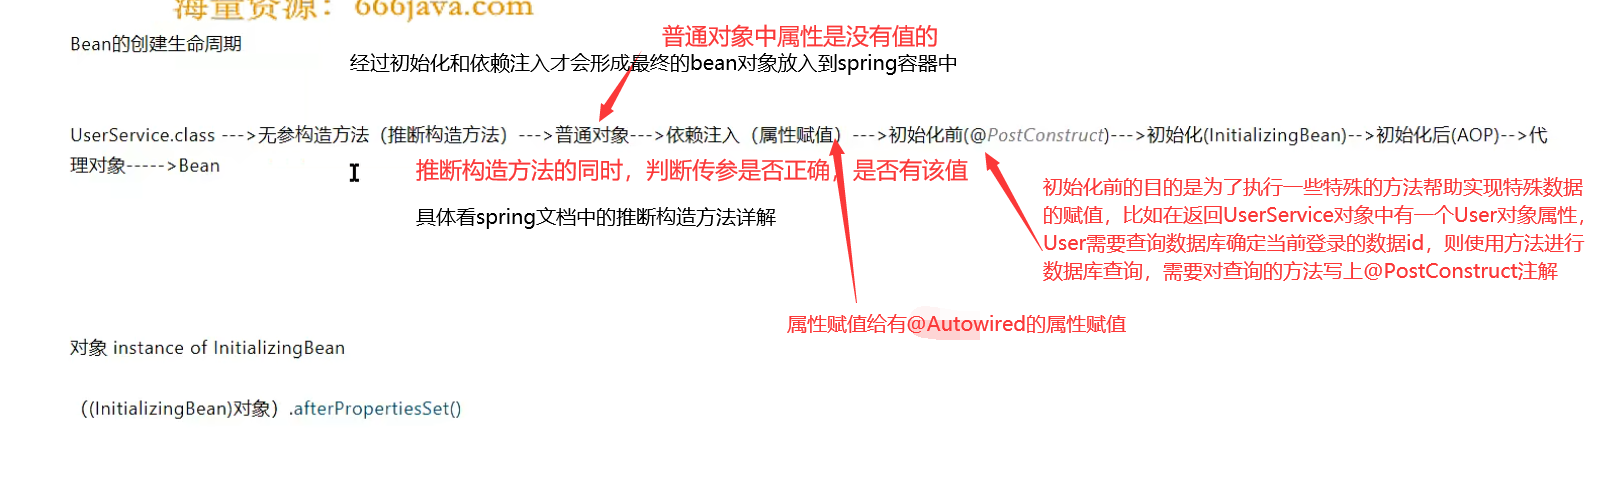 海量资源：666java.com
普通对象中属性是没有值的
Bean的创建生命周期
经过初始化和依赖注入才会形成最终的bean对象放入到spring容器中
UserService.class --->无参构造方法（推断构造方法）--->普通对象--->依赖注入（属性赋值）--->初始化前(@PostConstruct)--->初始化(InitializingBean)-->初始化后(AOP)-->代
理对象----->Bean
推断构造方法的同时，判断传参是否正确，是否有该值
初始化前的目的是为了执行一些特殊的方法帮助实现特殊数据
的赋值，比如在返回UserService对象中有一个User对象属性，
User需要查询数据库确定当前登录的数据id，则使用方法进行
数据库查询，需要对查询的方法写上@PostConstruct注解
具体看spring文档中的推断构造方法详解
属性赋值给有@Autowired的属性赋值
对象 instance of InitializingBean
（(InitializingBean)对象）.afterPropertiesSet()